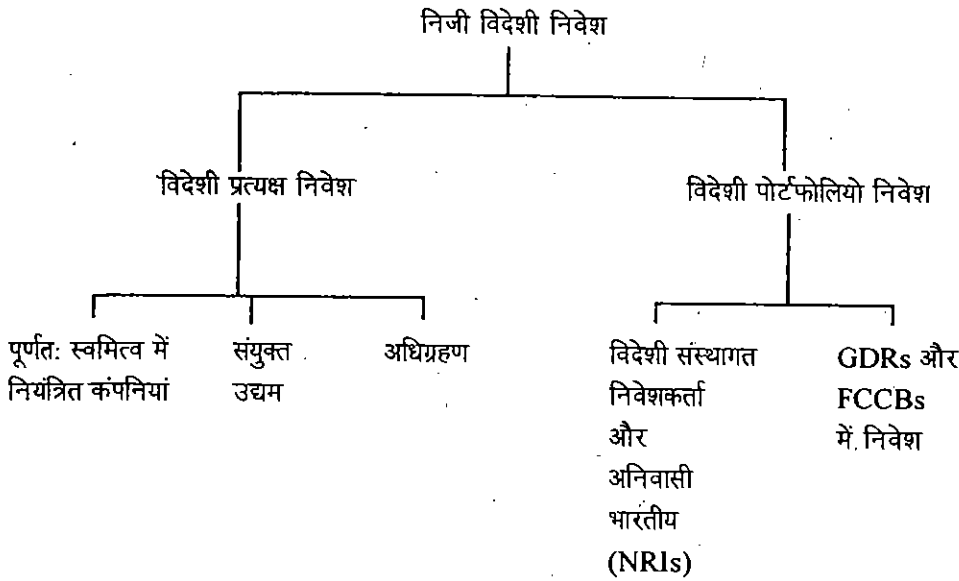 निजी विदेशी निवेश
विदेशी प्रत्यक्ष निवेश
विदेशी पोर्टफोलियो निवेश
पूर्णत: स्वमित्व में
नियंत्रित कंपनियां
संयुक्त
उद्यम
अधिग्रहण
विदेशी संस्थागत
निवेशकर्ता
और
अनिवासी
भारतीय
(NRIs)
GDRs और
FCCBs
में निवेश